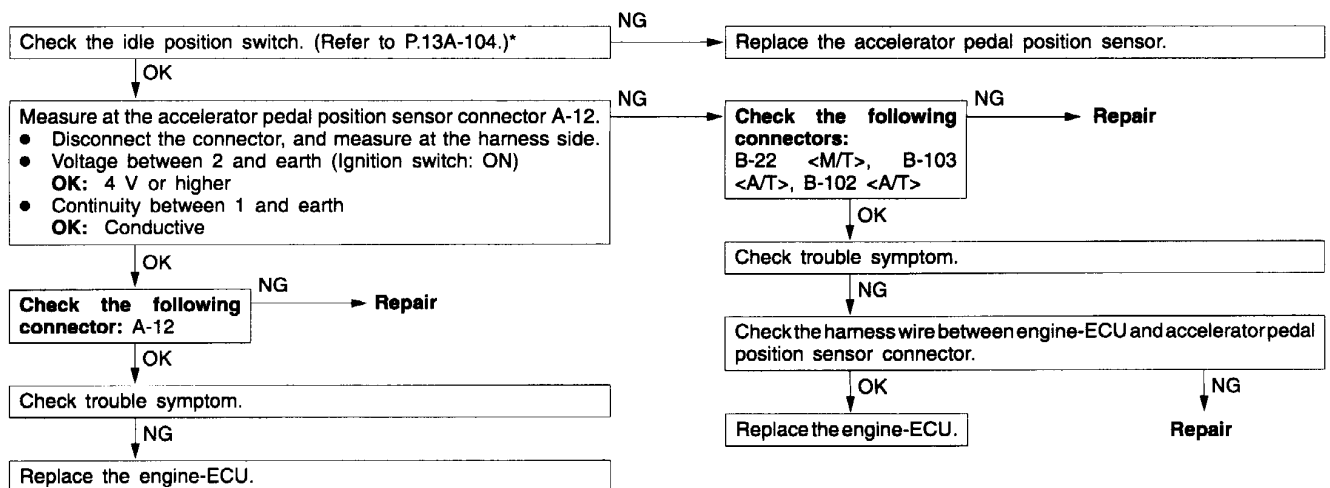 Check the idle position switch. (Refer to P.13A-104.)*
NG
Replace the accelerator pedal position sensor.
OK
Measure at the accelerator pedal position sensor connector A-12.
● Disconnect the connector, and measure at the harness side.
● Voltage between 2 and earth (Ignition switch: ON)
OK: 4 V or higher
● Continuity between 1 and earth
OK: Conductive
NG
Check the following
connectors:
B-22 <M/T>, B-103
<A/T>, B-102 <A/T>
NG
Repair
OK
Check trouble symptom.
NG
Check the harness wire between engine-ECU and accelerator pedal
position sensor connector.
OK
Replace the engine-ECU.
NG
Repair
OK
Check the following
connector: A-12
NG
Repair
OK
Check trouble symptom.
NG
Replace the engine-ECU.